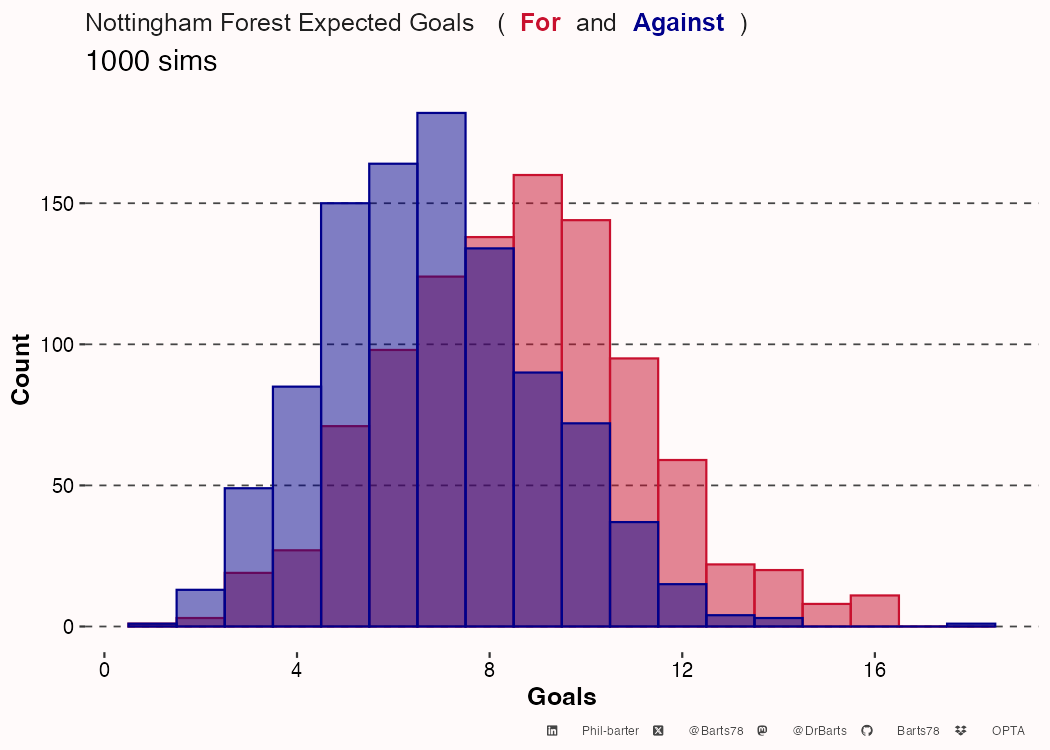 Nottingham Forest Expected Goals ( For and Against )
1000 sims
150
100
50
0
Count
0 4 8 12 16
Goals
Phil-barter @Barts78 @DrBarts Barts78 OPTA